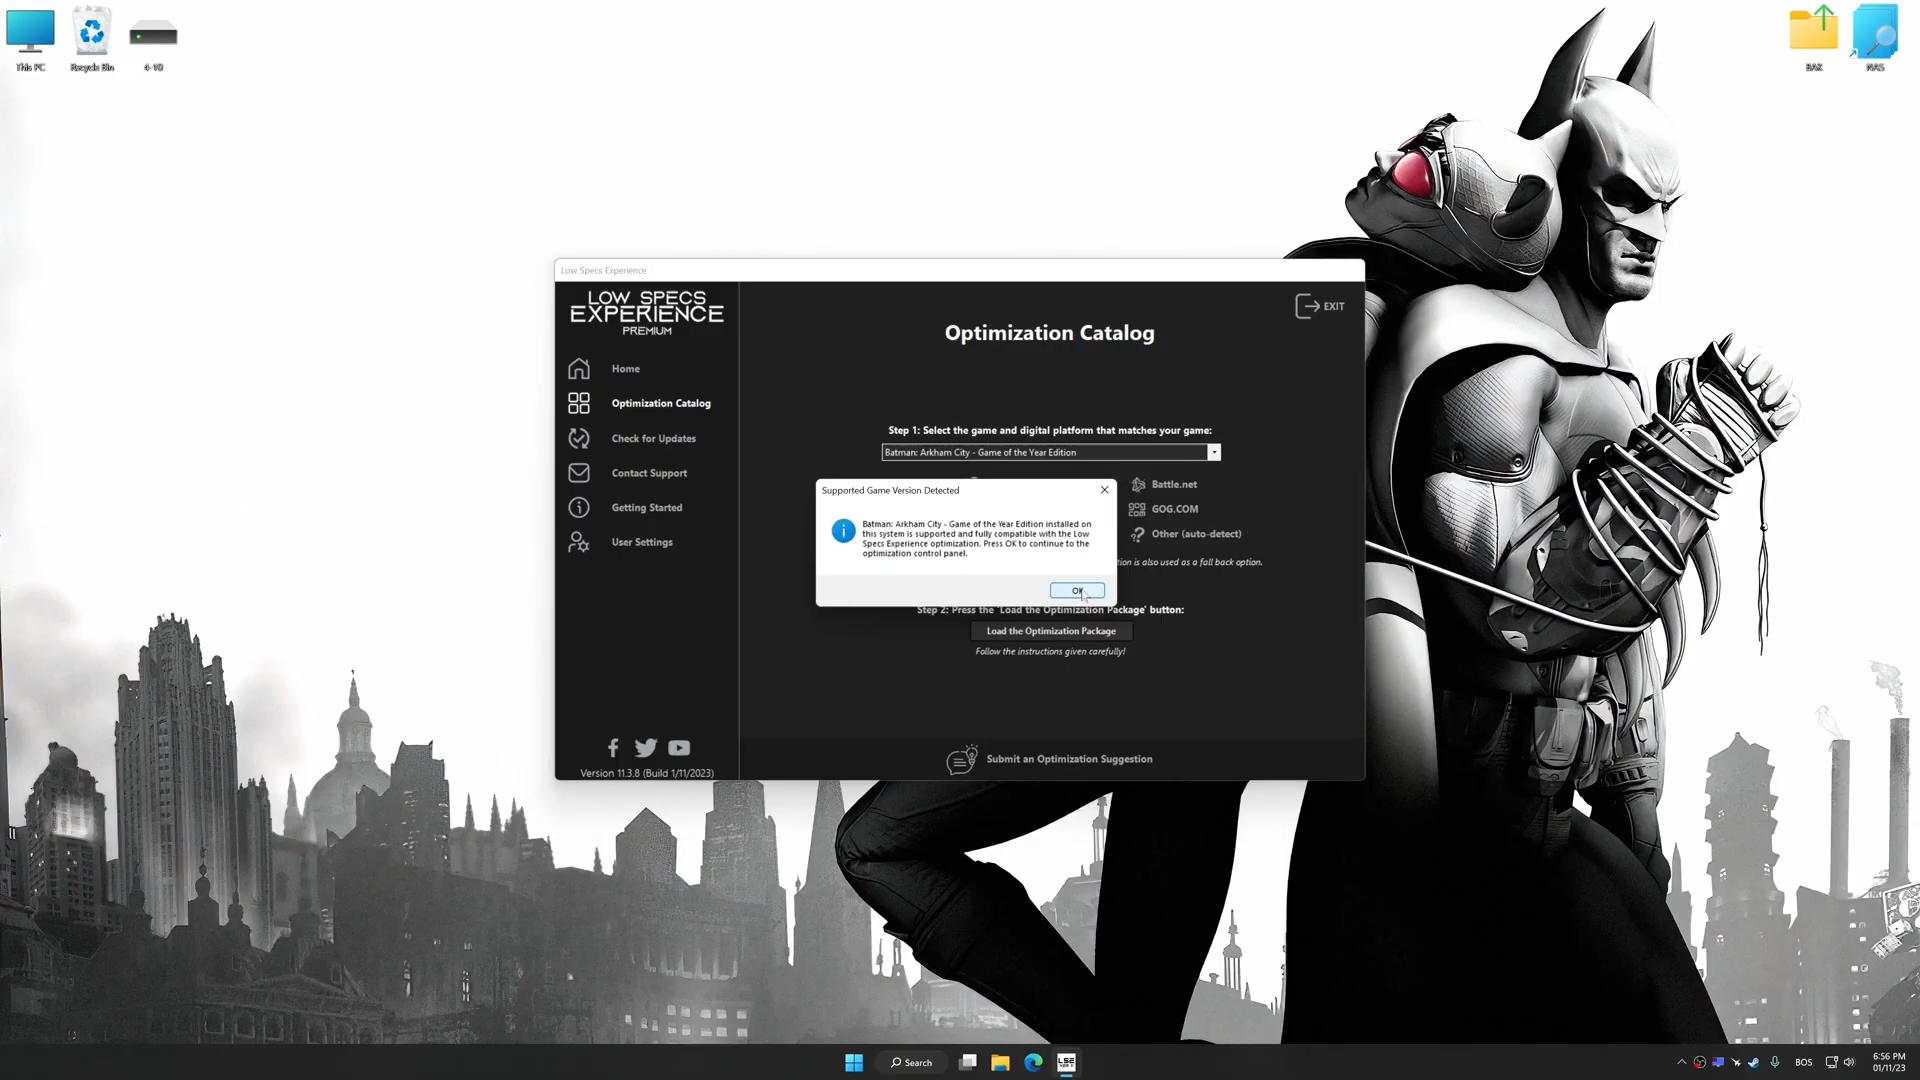 This PC
Recycle Bin
4-10
BAK
NAS
Low Specs Experience
LOW SPECS
EXPERIENCE
PREMIUM
EXIT
Home
Optimization Catalog
Check for Updates
Contact Support
Getting Started
User Settings
Version 11.3.8 (Build 1/11/2023)
Optimization Catalog
Step 1: Select the game and digital platform that matches your game:
Batman: Arkham City - Game of the Year Edition
Battle.net
GOG.COM
Other (auto-detect)
tion is also used as a fall back option.
Supported Game Version Detected
Batman: Arkham City - Game of the Year Edition installed on
this system is supported and fully compatible with the Low
Specs Experience optimization. Press OK to continue to the
optimization control panel.
OK
Step 2: Press the 'Load the Optimization Package' button:
Load the Optimization Package
Follow the instructions given carefully!
Submit an Optimization Suggestion
Search
LSE
BOS
6:56 PM
01/11/23